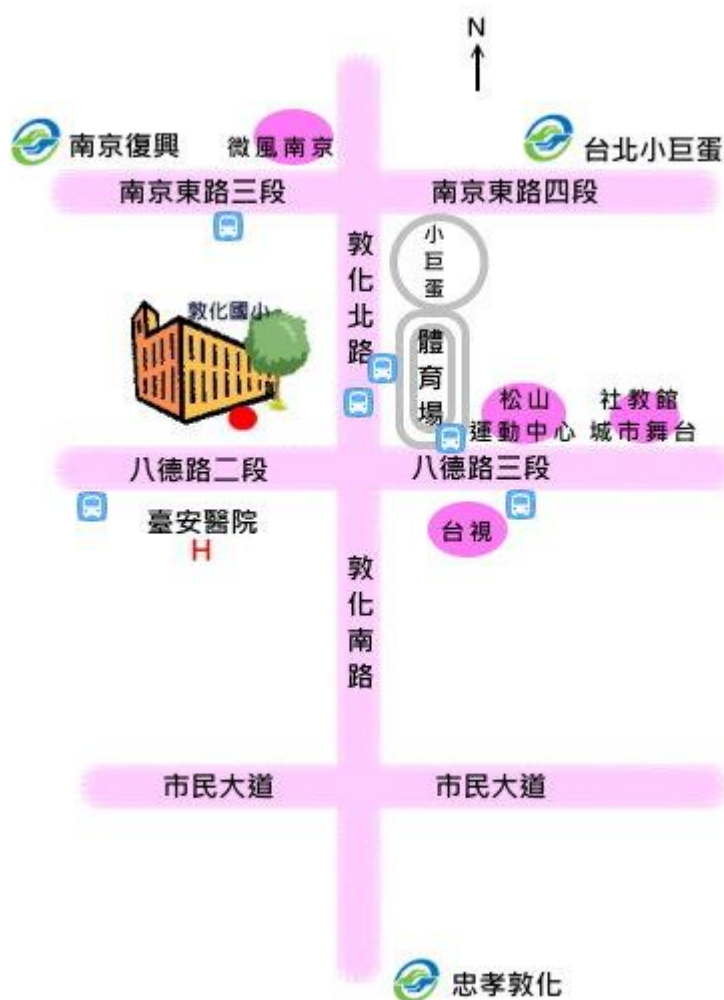 N
南京復興
微風南京
台北小巨蛋
南京東路三段
南京東路四段
敦化北路
小巨蛋
敦化國小
體育場
松山
運動中心
社教館
城市舞台
八德路二段
八德路三段
臺安醫院
H
台視
敦化南路
市民大道
市民大道
忠孝敦化